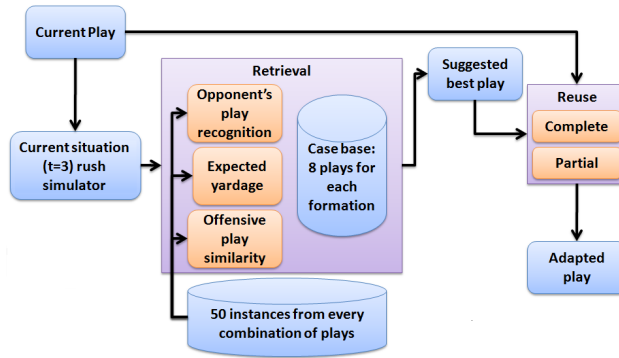 Current Play
Current situation
(t=3) rush
simulator
Retrieval
Opponent's
play
recognition
Expected
yardage
Offensive
play
similarity
Case base:
8 plays for
each
formation
50 instances from every
combination of plays
Suggested
best play
Reuse
Complete
Partial
Adapted
play